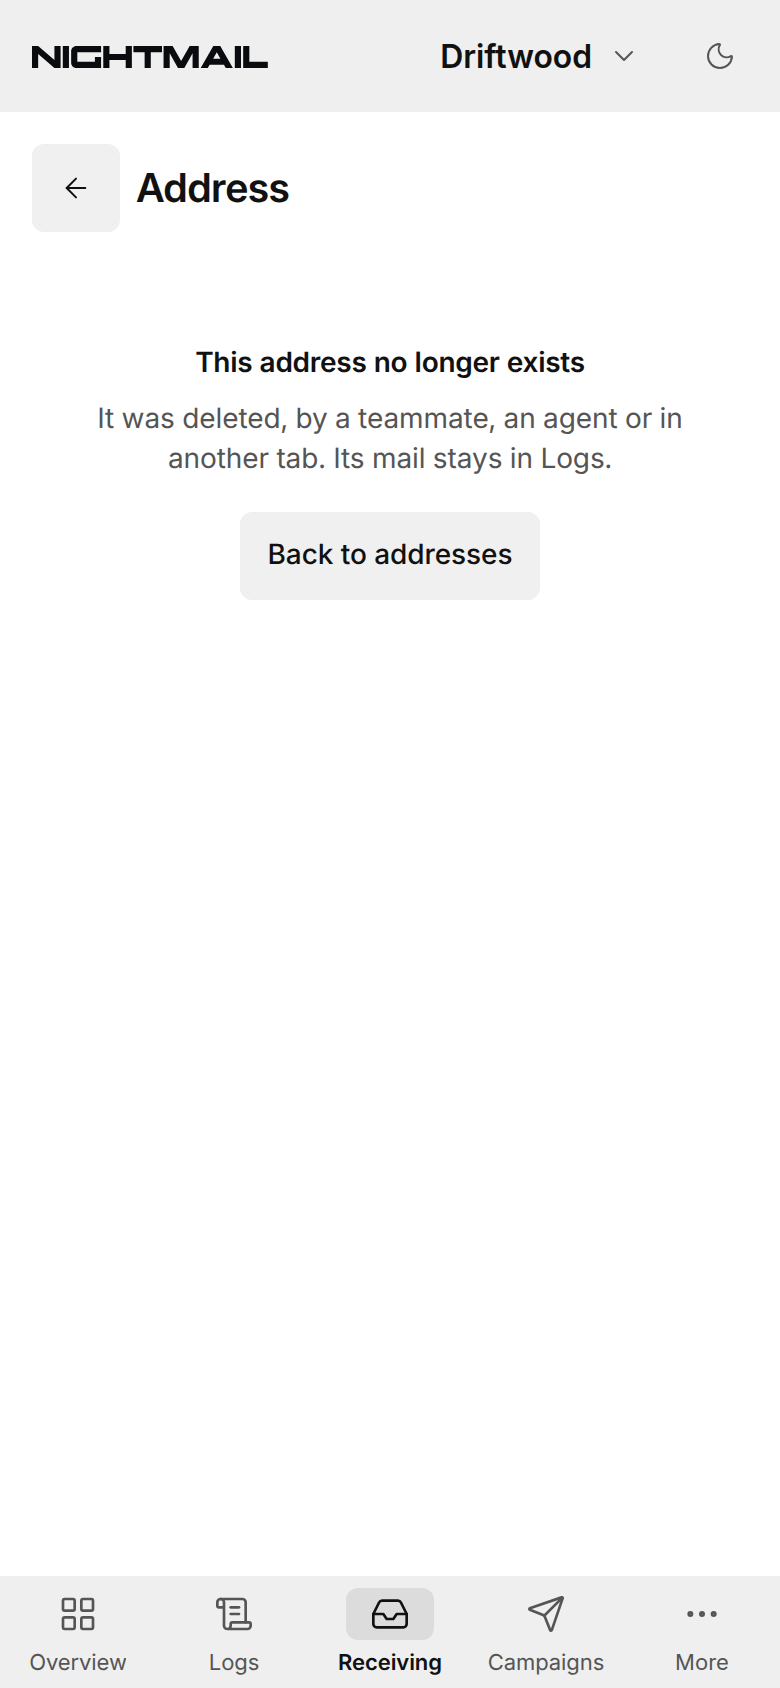 NIGHTMAIL
Driftwood
Address
This address no longer exists
It was deleted, by a teammate, an agent or in
another tab. Its mail stays in Logs.
Back to addresses
Overview
Logs
Receiving
Campaigns
More